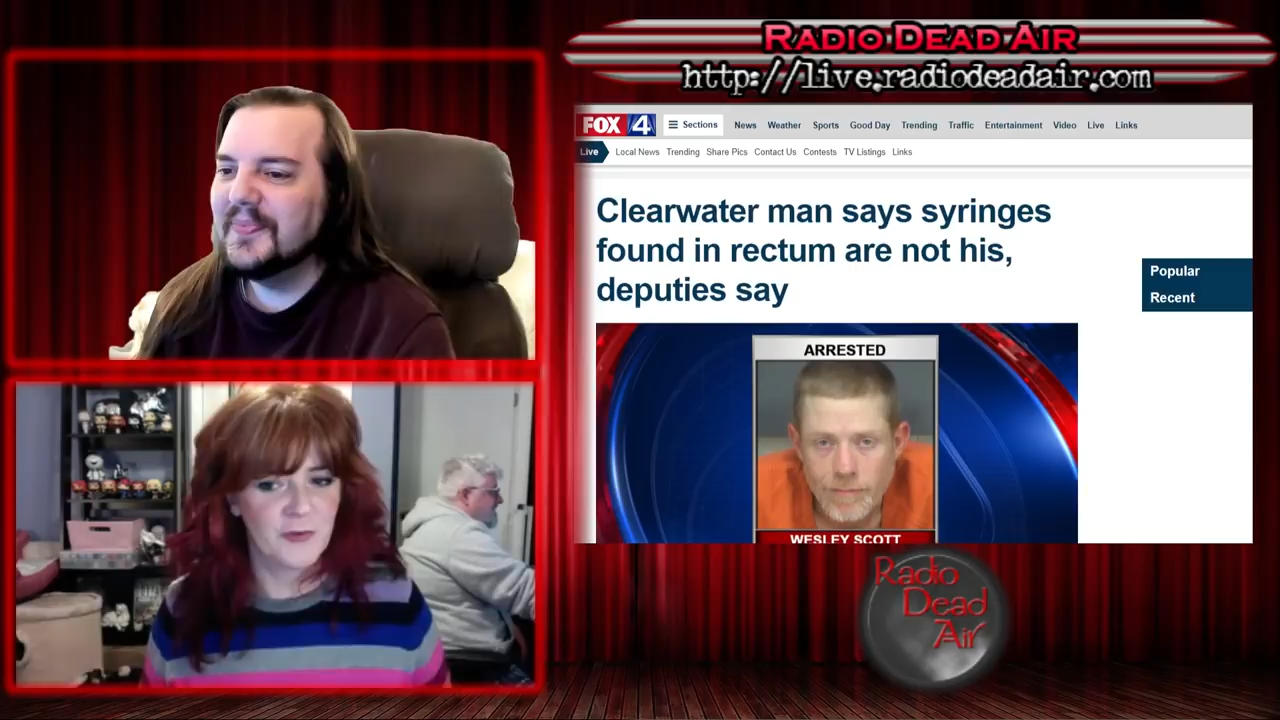 RADIO DEAD AIR
http://live.radiodeadair.com
FOX 4
☰ Sections News Weather Sports Good Day Trending Traffic Entertainment Video Live Links
Live Local News Trending Share Pics Contact Us Contests TV Listings Links
Clearwater man says syringes
found in rectum are not his,
deputies say
Popular
Recent
ARRESTED
WESLEY SCOTT
Radio
Dead
Air